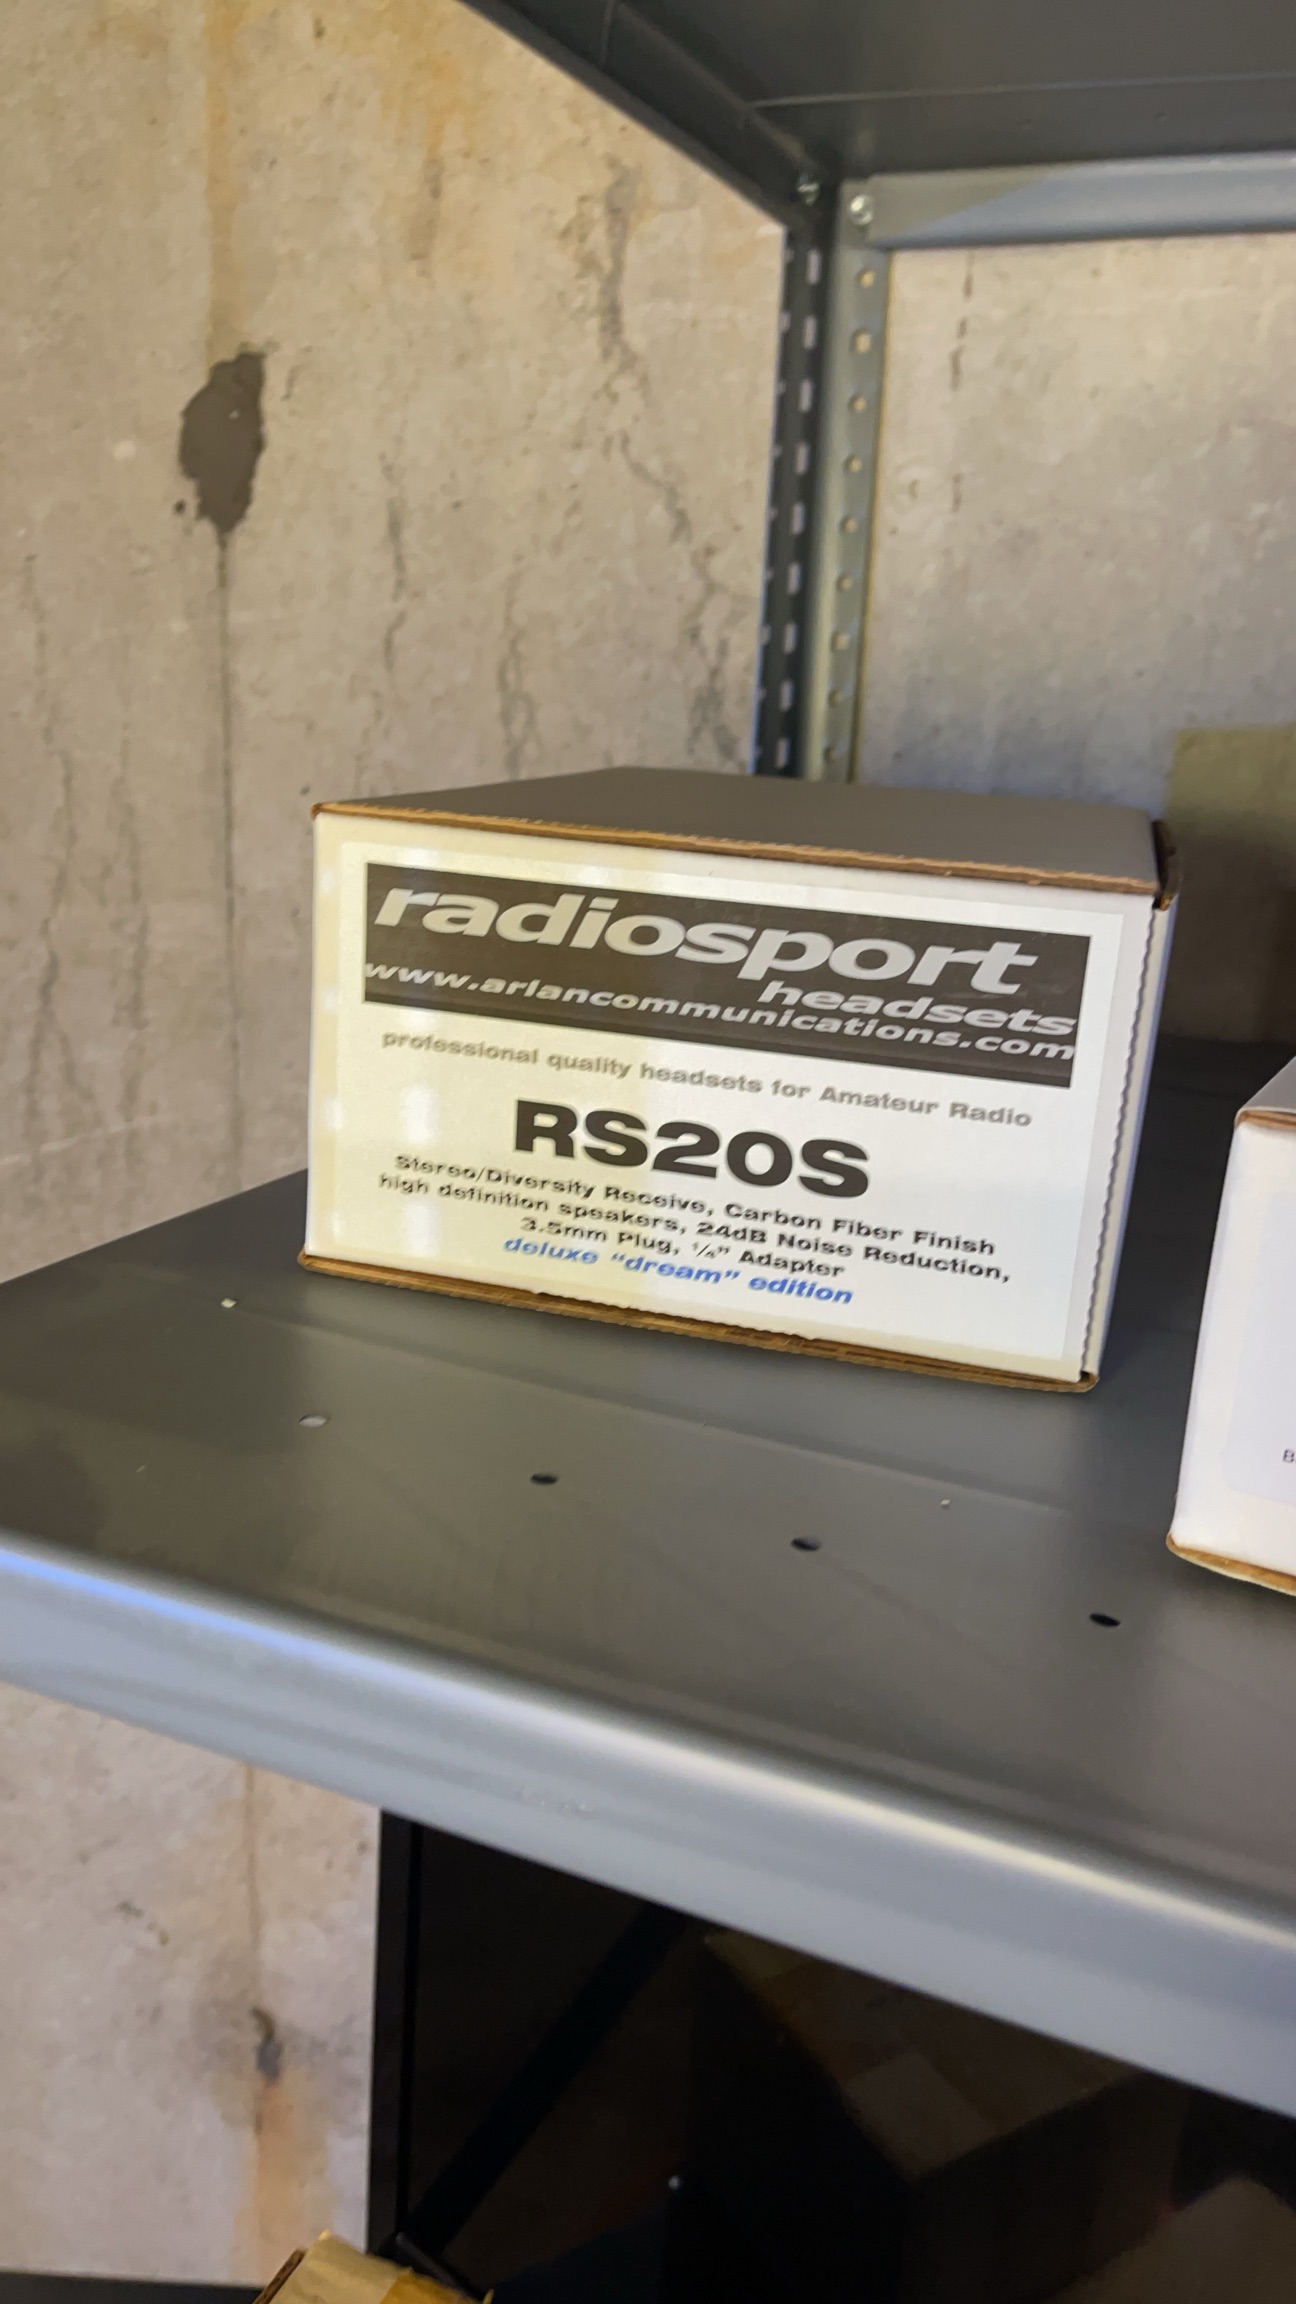 radiosport
headsets
www.arlancommunications.com
professional quality headsets for Amateur Radio
RS20S
Stereo/Diversity Receive, Carbon Fiber Finish
high definition speakers, 24dB Noise Reduction,
3.5mm Plug, ¼” Adapter
deluxe “dream” edition
B